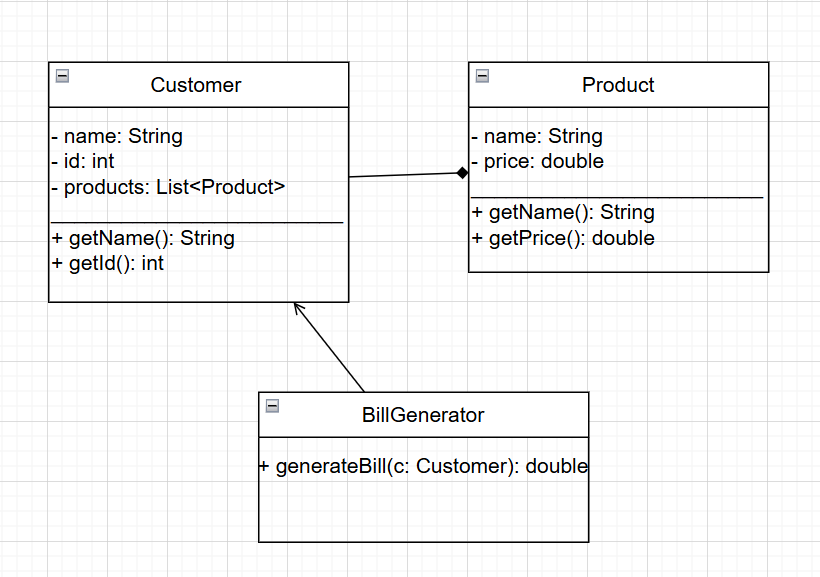 Customer
- name: String
- id: int
- products: List<Product>
+ getName(): String
+ getId(): int
Product
- name: String
- price: double
+ getName(): String
+ getPrice(): double
BillGenerator
+ generateBill(c: Customer): double